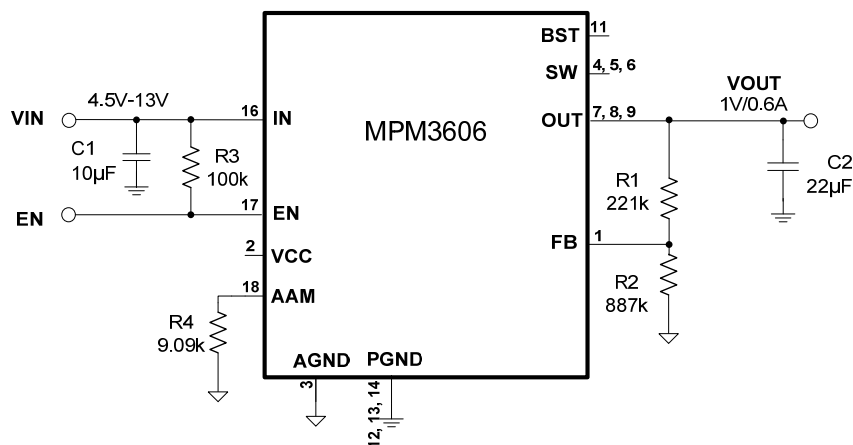 BST
11
SW
4, 5, 6
VIN
4.5V-13V
16
IN
MPM3606
OUT
7, 8, 9
VOUT
1V/0.6A
C1
10µF
R3
100k
R1
221k
C2
22µF
EN
17
EN
FB
1
2
VCC
18
AAM
R2
887k
R4
9.09k
AGND
PGND
3
12, 13, 14